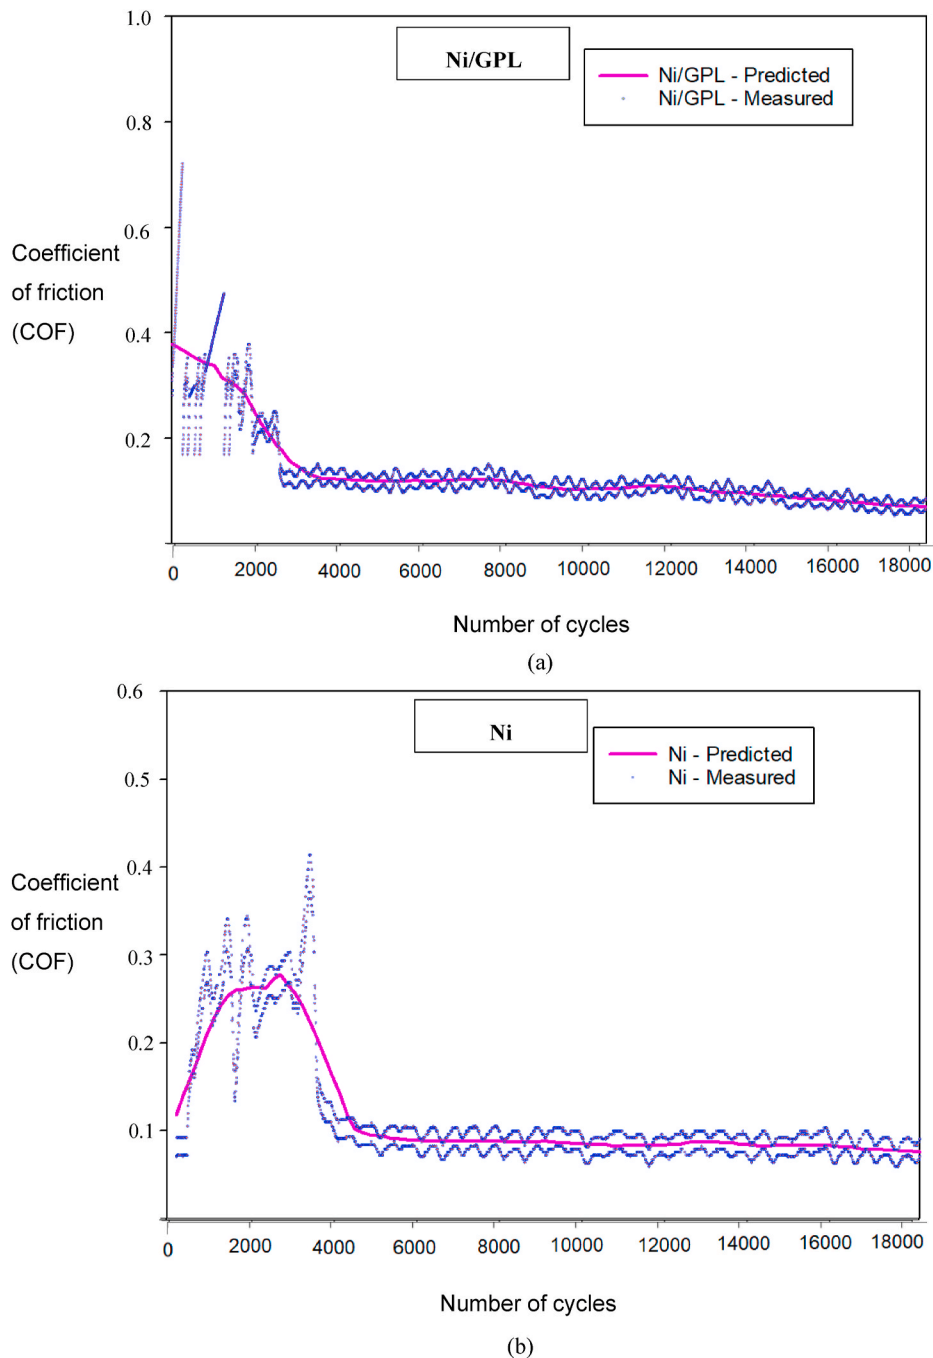 1.0
Ni/GPL
Ni/GPL - Predicted
Ni/GPL - Measured
0.8
0.6
Coefficient
of friction
(COF)
0.4
0.2
0 2000 4000 6000 8000 10000 12000 14000 16000 18000
Number of cycles
(a)
0.6
Ni
Ni - Predicted
Ni - Measured
0.5
0.4
Coefficient
of friction
(COF)
0.3
0.2
0.1
0 2000 4000 6000 8000 10000 12000 14000 16000 18000
Number of cycles
(b)